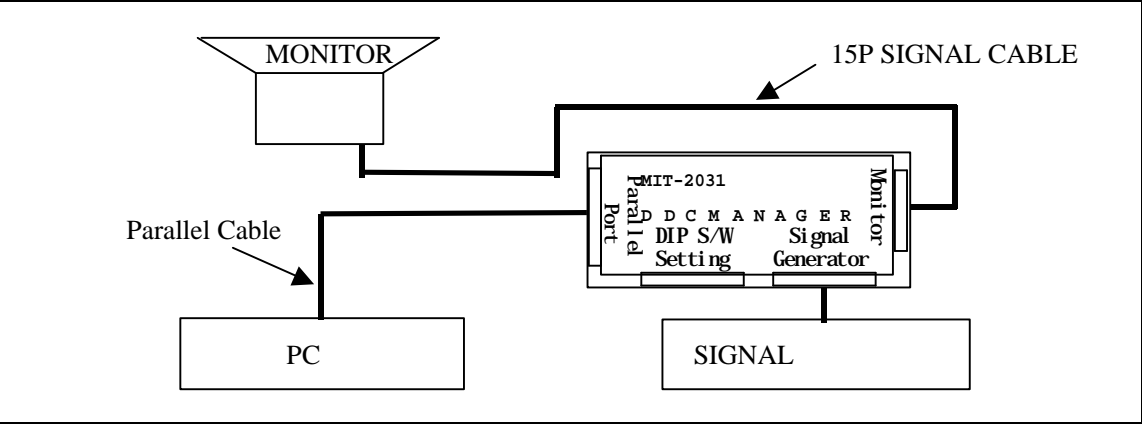 MONITOR
15P SIGNAL CABLE
MIT-2031
Parallel
Port
Monitor
D D C M A N A G E R
DIP S/W
Setting
Signal
Generator
Parallel Cable
PC
SIGNAL